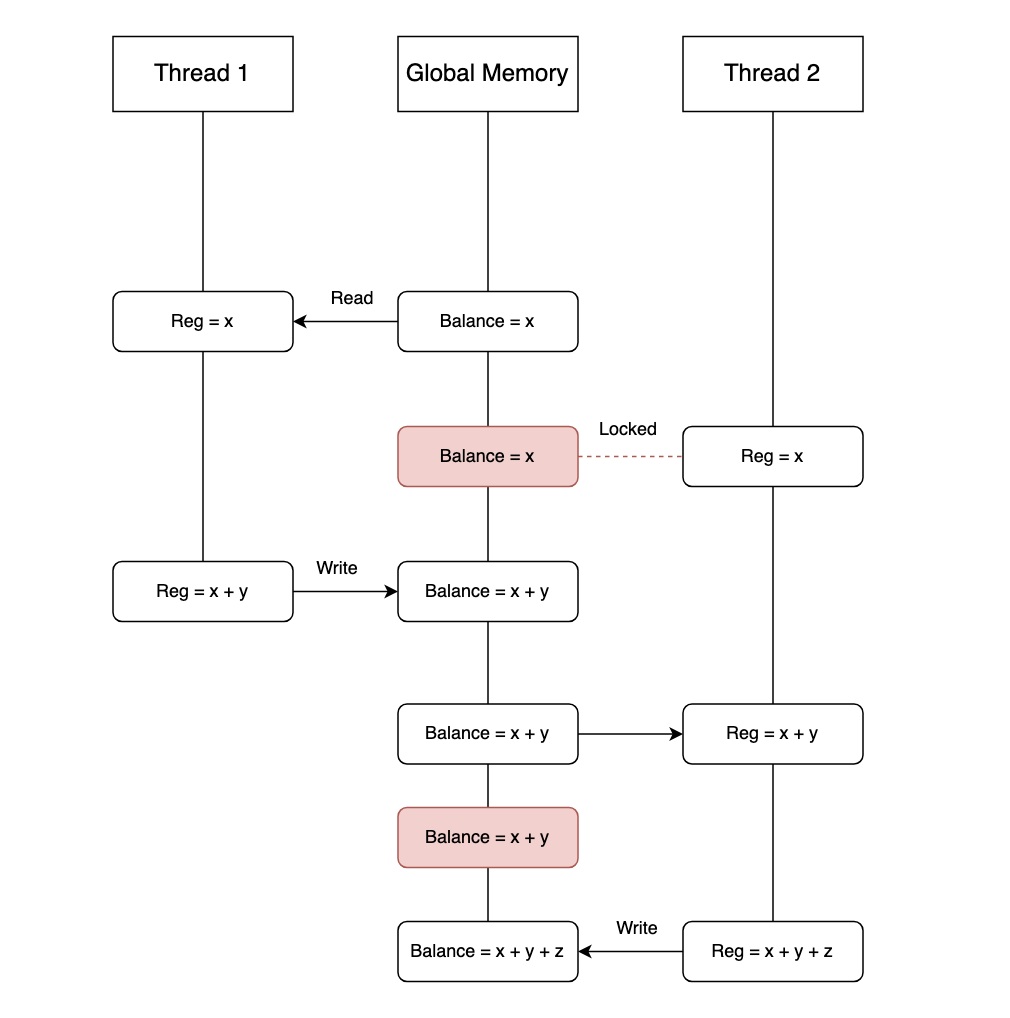 Thread 1
Global Memory
Thread 2
Reg = x
Read
Balance = x
Balance = x
Locked
Reg = x
Reg = x + y
Write
Balance = x + y
Balance = x + y
Reg = x + y
Balance = x + y
Balance = x + y + z
Write
Reg = x + y + z